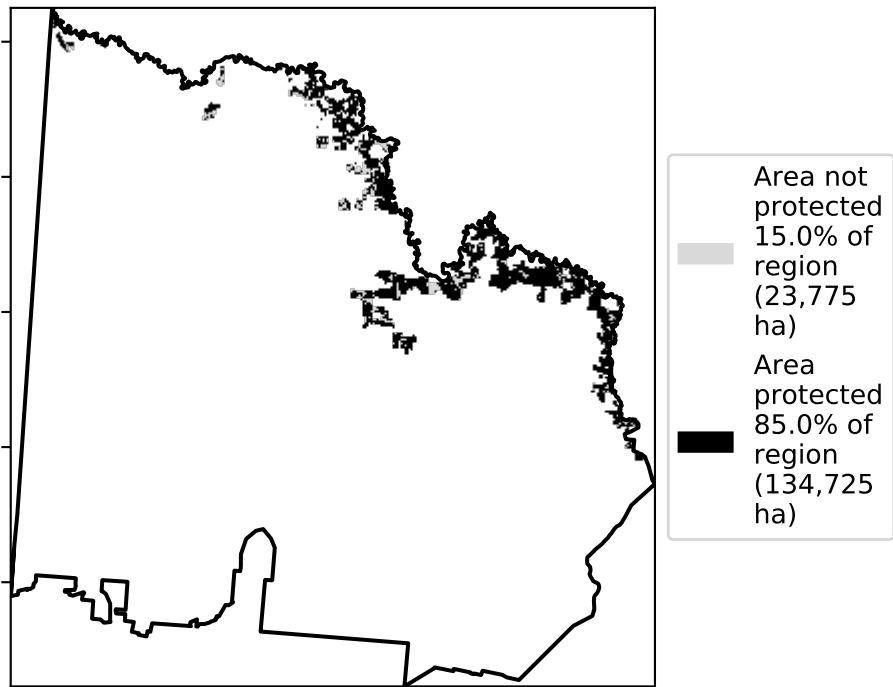 Area not
protected
15.0% of
region
(23,775
ha)
Area
protected
85.0% of
region
(134,725
ha)